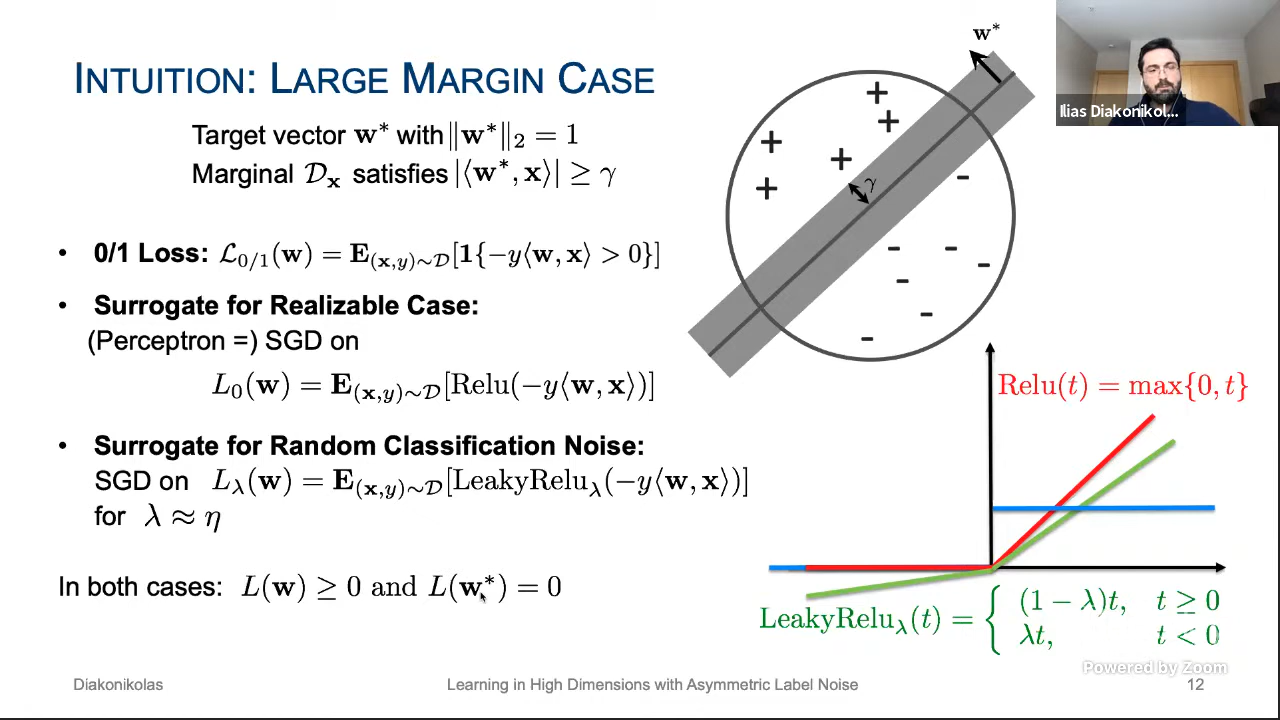 INTUITION: LARGE MARGIN CASE
Target vector w* with ‖w*‖₂ = 1
Marginal 𝒟ₓ satisfies |⟨w*, x⟩| ≥ γ
• 0/1 Loss: ℒ₀/₁(w) = E₍ₓ,y₎∼𝒟[1{−y⟨w, x⟩ > 0}]
• Surrogate for Realizable Case:
(Perceptron =) SGD on
L₀(w) = E₍ₓ,y₎∼𝒟[Relu(−y⟨w, x⟩)]
• Surrogate for Random Classification Noise:
SGD on L_λ(w) = E₍ₓ,y₎∼𝒟[LeakyRelu_λ(−y⟨w, x⟩)]
for λ ≈ η
In both cases: L(w) ≥ 0 and L(w*) = 0
w*
γ
Ilias Diakonikol...
Relu(t) = max{0, t}
LeakyRelu_λ(t) = { (1 − λ)t, t ≥ 0
λt, t < 0
Powered by Zoom
Diakonikolas
Learning in High Dimensions with Asymmetric Label Noise
12